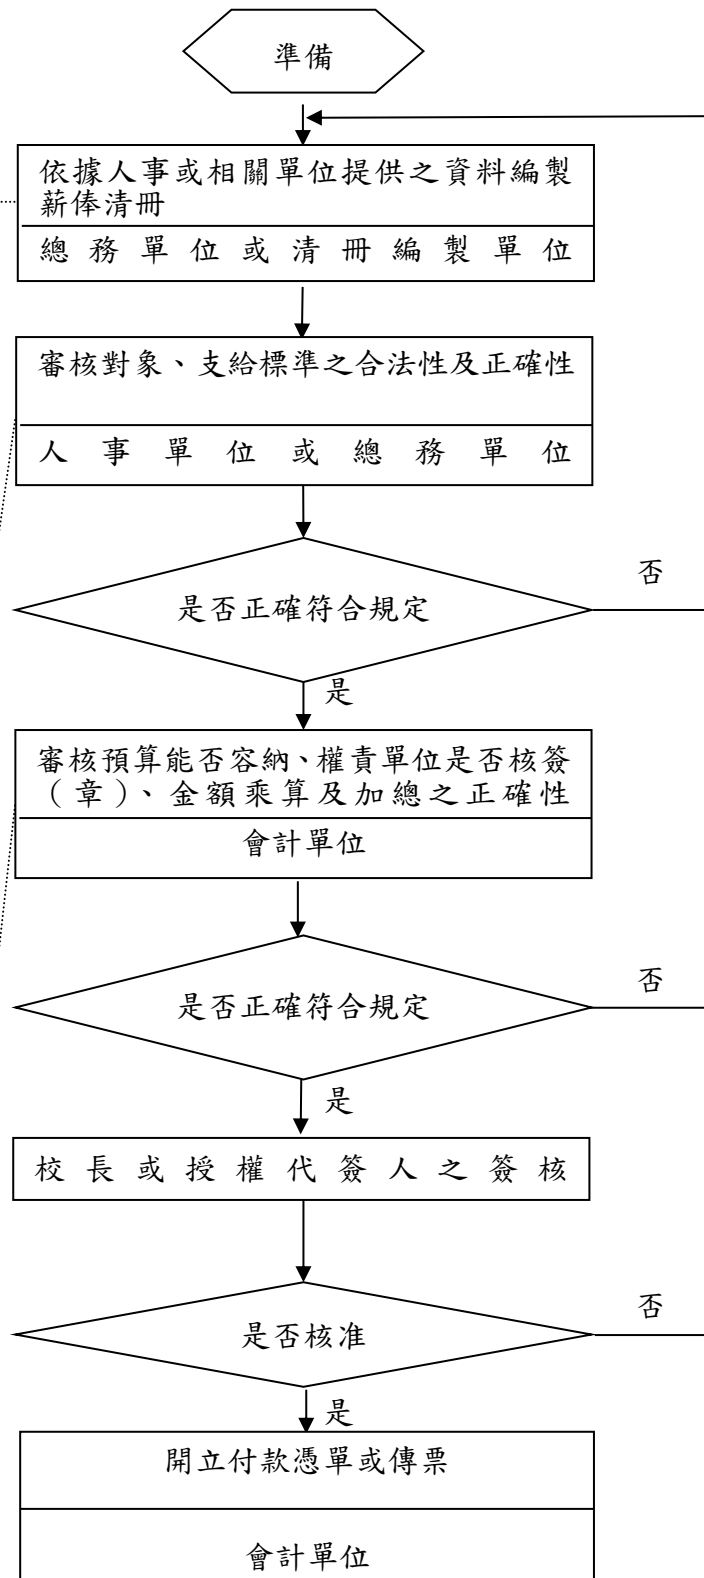 準備
依據人事或相關單位提供之資料編製
薪俸清冊
總務單位或清冊編製單位
審核對象、支給標準之合法性及正確性
人事單位或總務單位
否
是否正確符合規定
是
審核預算能否容納、權責單位是否核簽
（章）、金額乘算及加總之正確性
會計單位
否
是否正確符合規定
是
校長或授權代簽人之簽核
否
是否核准
是
開立付款憑單或傳票
會計單位